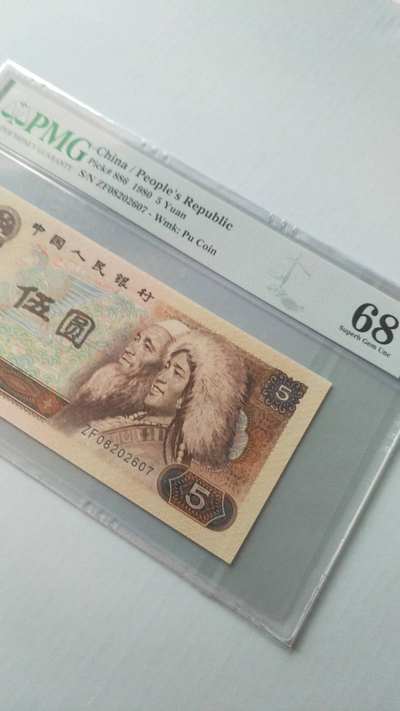 PMG
China / People's Republic
Pick# 886 1980 5 Yuan
S/N ZF08202607 - Wmk: Pu Coin
68
Superb Gem Unc
中国人民银行
伍圆
5
ZF08202607
5